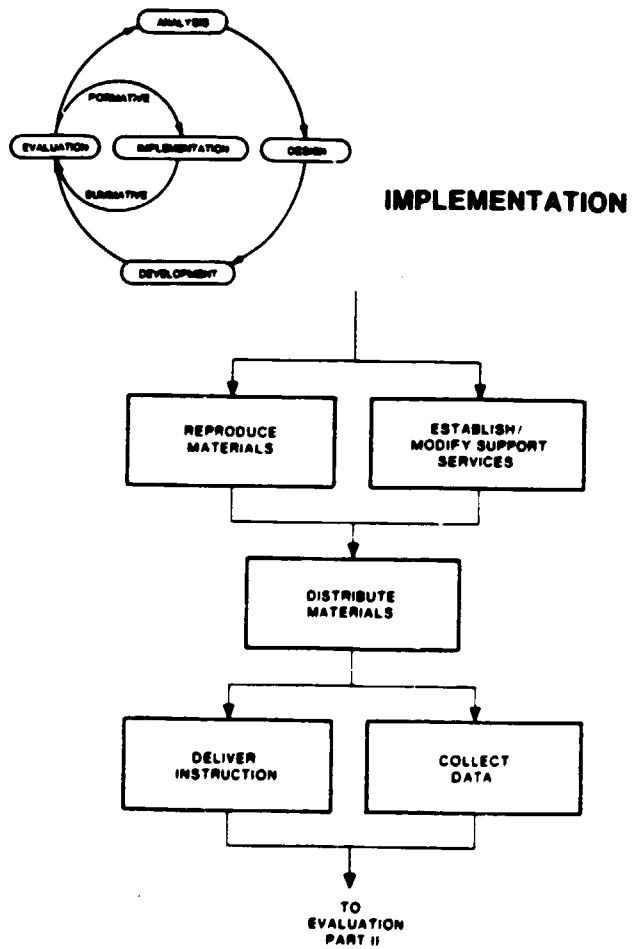 ANALYSIS
FORMATIVE
EVALUATION
IMPLEMENTATION
DESIGN
SUMMATIVE
DEVELOPMENT
IMPLEMENTATION
REPRODUCE
MATERIALS
ESTABLISH/
MODIFY SUPPORT
SERVICES
DISTRIBUTE
MATERIALS
DELIVER
INSTRUCTION
COLLECT
DATA
TO
EVALUATION
PART II